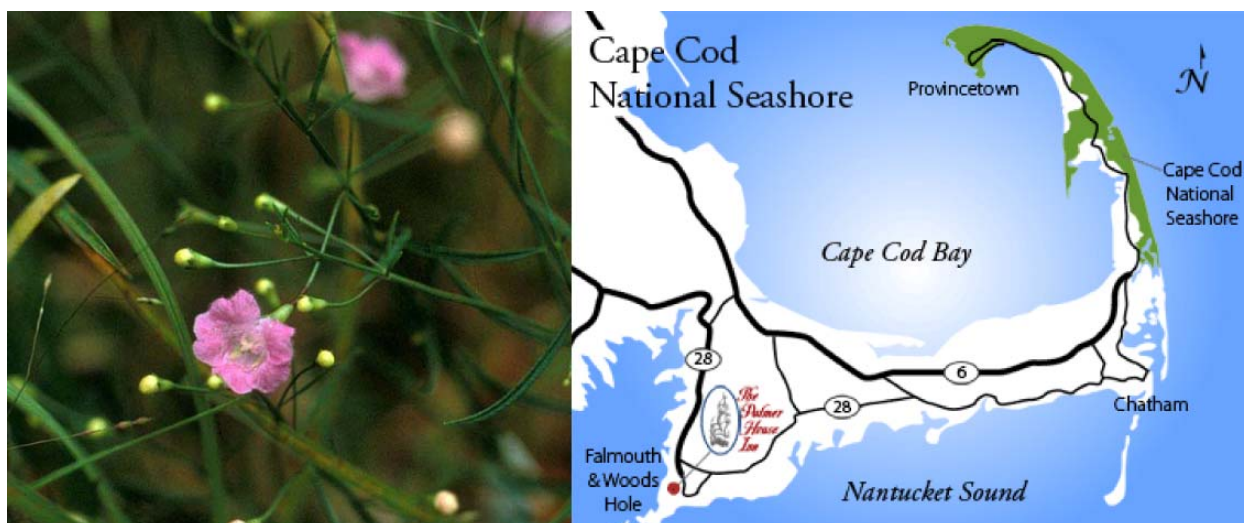 Cape Cod
National Seashore
Provincetown
N
Cape Cod
National
Seashore
Cape Cod Bay
28
6
The
Palmer
House
Inn
28
Chatham
Falmouth
& Woods
Hole
Nantucket Sound